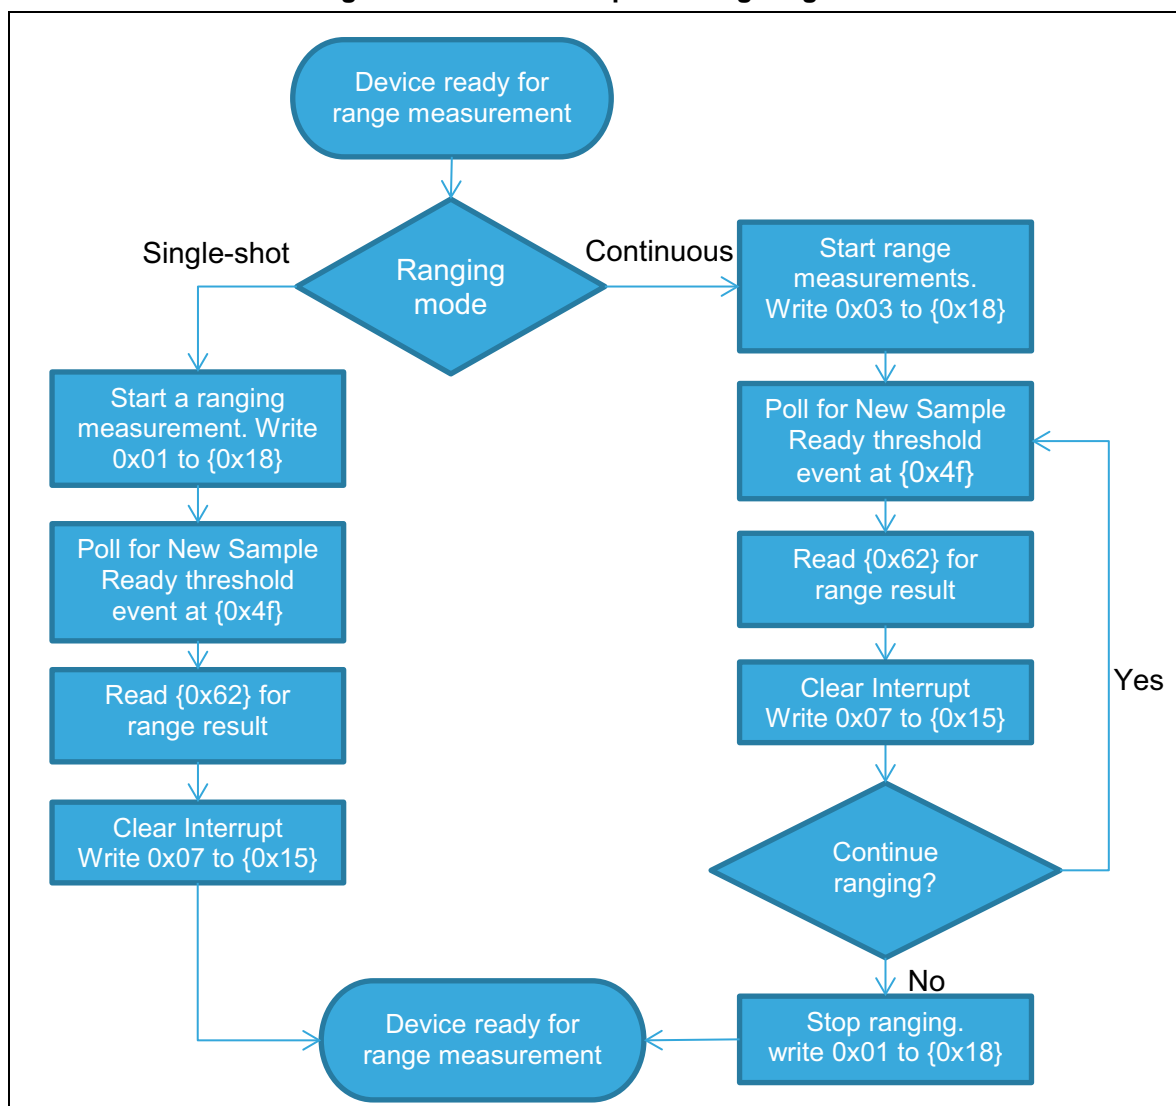 Device ready for
range measurement
Ranging
mode
Single-shot
Continuous
Start a ranging
measurement. Write
0x01 to {0x18}
Poll for New Sample
Ready threshold
event at {0x4f}
Read {0x62} for
range result
Clear Interrupt
Write 0x07 to {0x15}
Start range
measurements.
Write 0x03 to {0x18}
Poll for New Sample
Ready threshold
event at {0x4f}
Read {0x62} for
range result
Clear Interrupt
Write 0x07 to {0x15}
Continue
ranging?
Yes
No
Stop ranging.
write 0x01 to {0x18}
Device ready for
range measurement